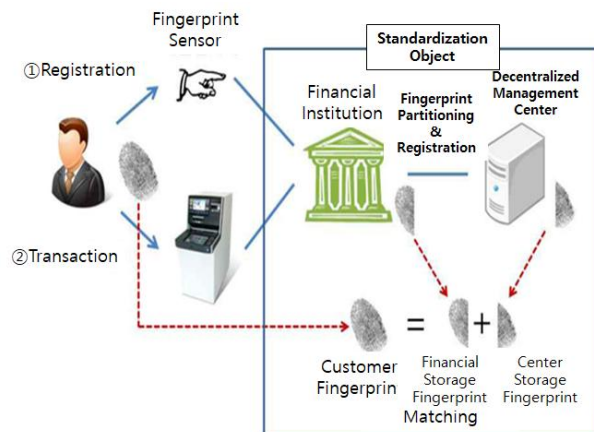 Fingerprint
Sensor
①Registration
②Transaction
Standardization
Object
Financial
Institution
Fingerprint
Partitioning
&
Registration
Decentralized
Management
Center
=
+
Customer
Fingerprin
Financial
Storage
Fingerprint
Matching
Center
Storage
Fingerprint